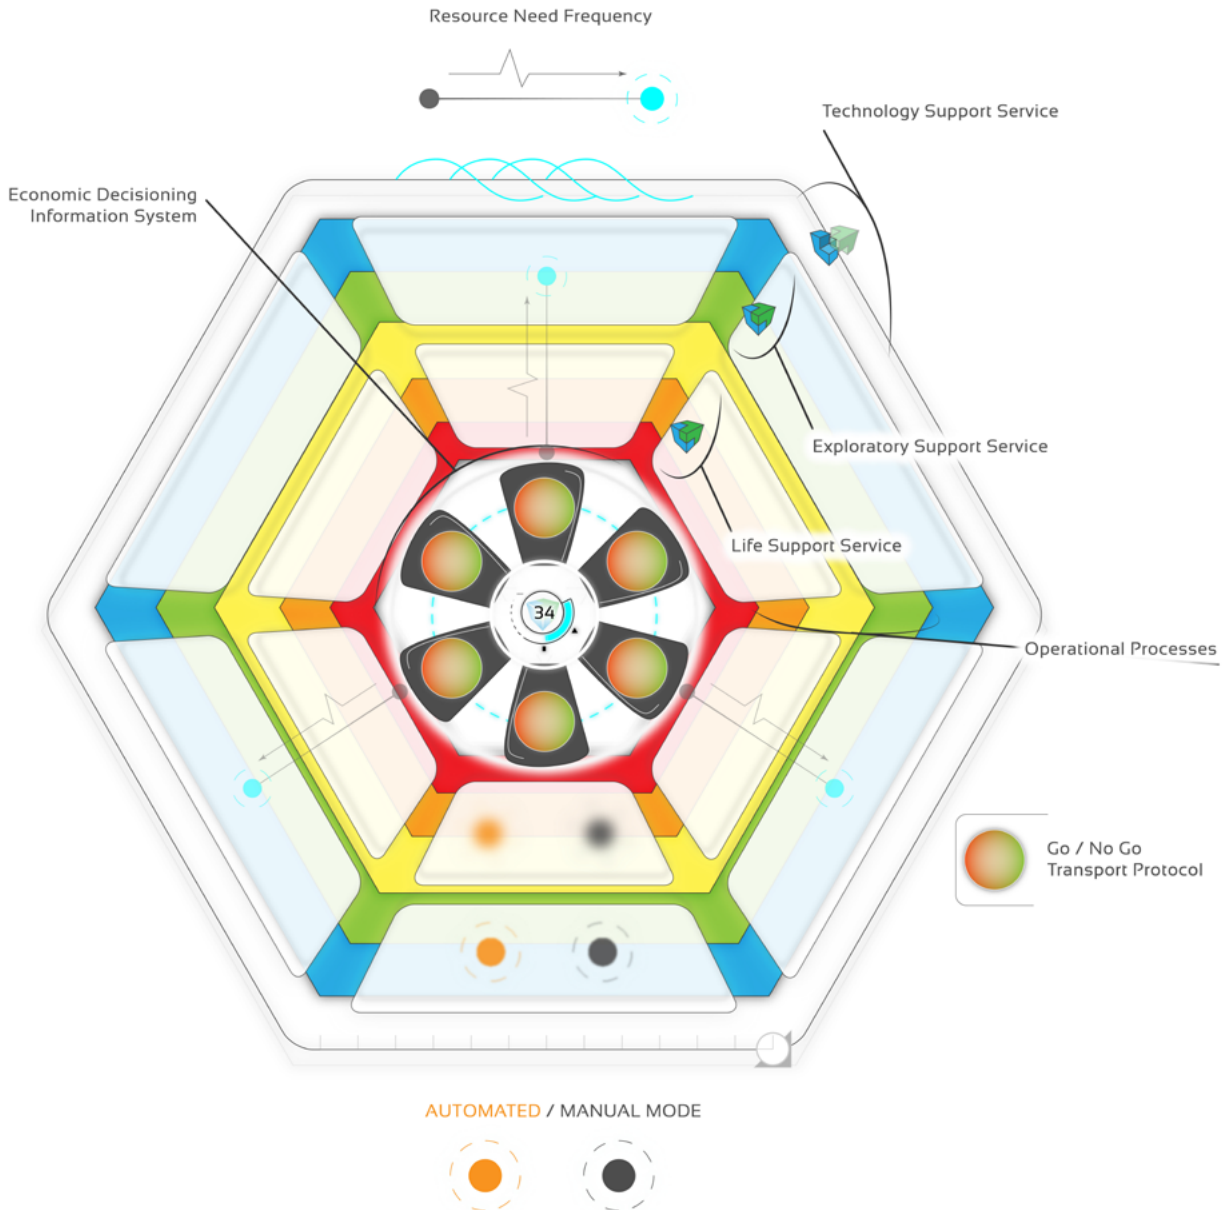 Resource Need Frequency
Technology Support Service
Economic Decisioning
Information System
Exploratory Support Service
Life Support Service
34
Operational Processes
Go / No Go
Transport Protocol
AUTOMATED / MANUAL MODE